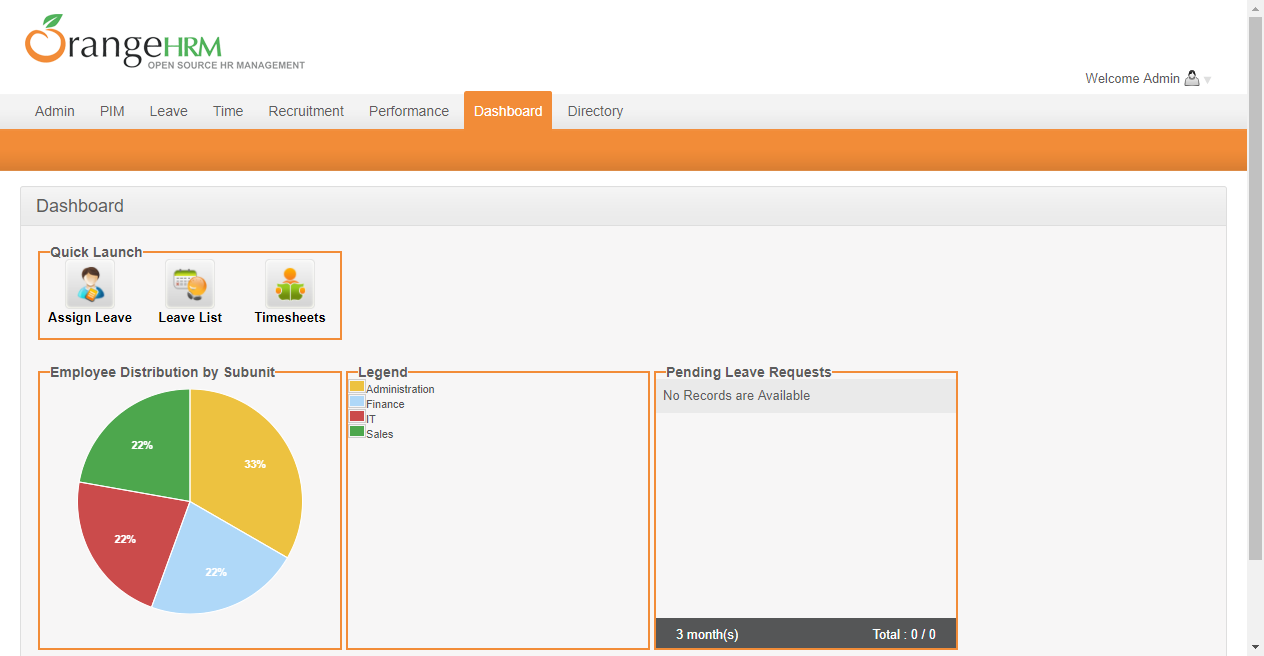 OrangeHRM
OPEN SOURCE HR MANAGEMENT
Welcome Admin
Admin PIM Leave Time Recruitment Performance Dashboard Directory
Dashboard
Quick Launch
Assign Leave Leave List Timesheets
Employee Distribution by Subunit
22%
33%
22%
22%
Legend
Administration
Finance
IT
Sales
Pending Leave Requests
No Records are Available
3 month(s) Total : 0 / 0